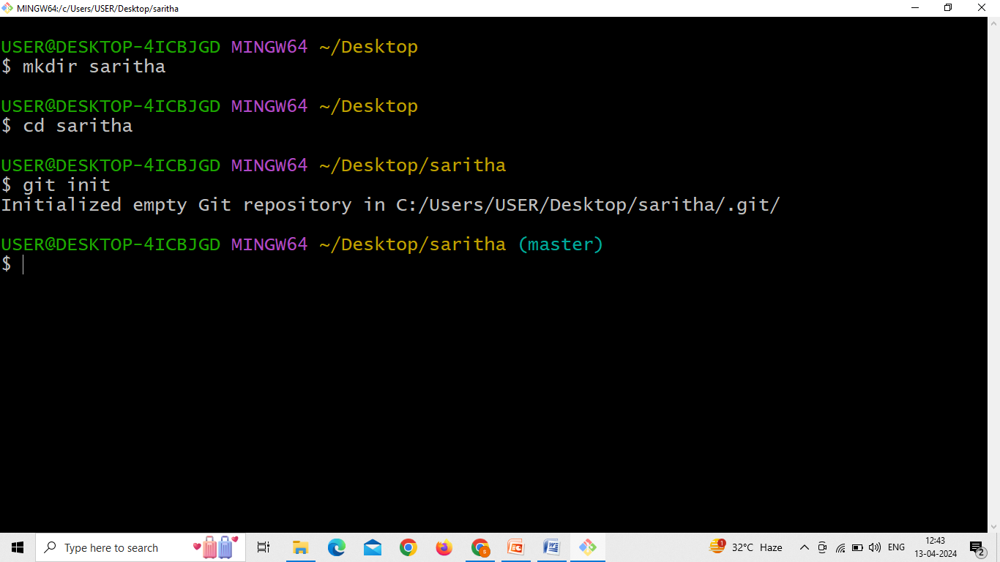 MINGW64:/c/Users/USER/Desktop/saritha
USER@DESKTOP-4ICBJGD MINGW64 ~/Desktop
$ mkdir saritha
USER@DESKTOP-4ICBJGD MINGW64 ~/Desktop
$ cd saritha
USER@DESKTOP-4ICBJGD MINGW64 ~/Desktop/saritha
$ git init
Initialized empty Git repository in C:/Users/USER/Desktop/saritha/.git/
USER@DESKTOP-4ICBJGD MINGW64 ~/Desktop/saritha (master)
$
Type here to search
1
32°C Haze
ENG
12:43
13-04-2024
2